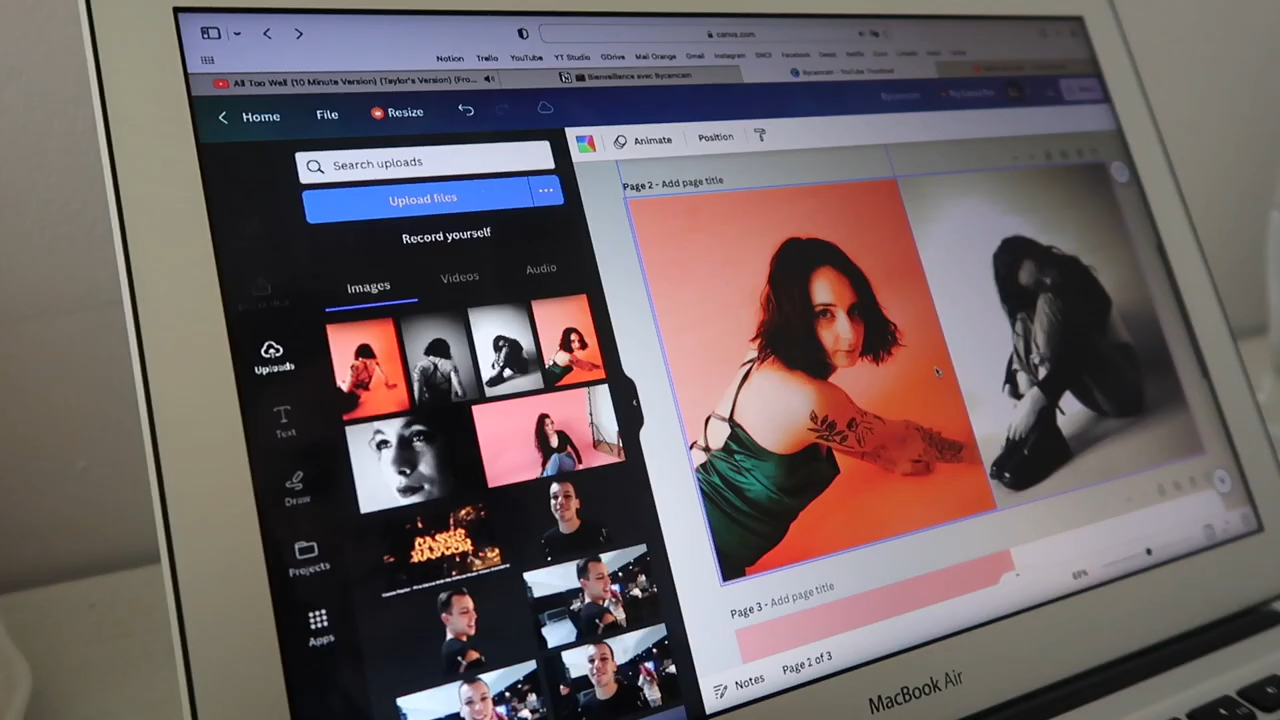 canva.com
Notion Trello YouTube YT Studio GDrive Mail Orange Gmail Instagram
All Too Well (10 Minute Version) (Taylor's Version) (Fro...
Bienveillance avec Bycamcam
Home File Resize
Animate Position
Search uploads
Upload files
Record yourself
Images Videos Audio
Page 2 - Add page title
Uploads
Text
Draw
Projects
Apps
Page 3 - Add page title
Notes Page 2 of 3
69%
MacBook Air